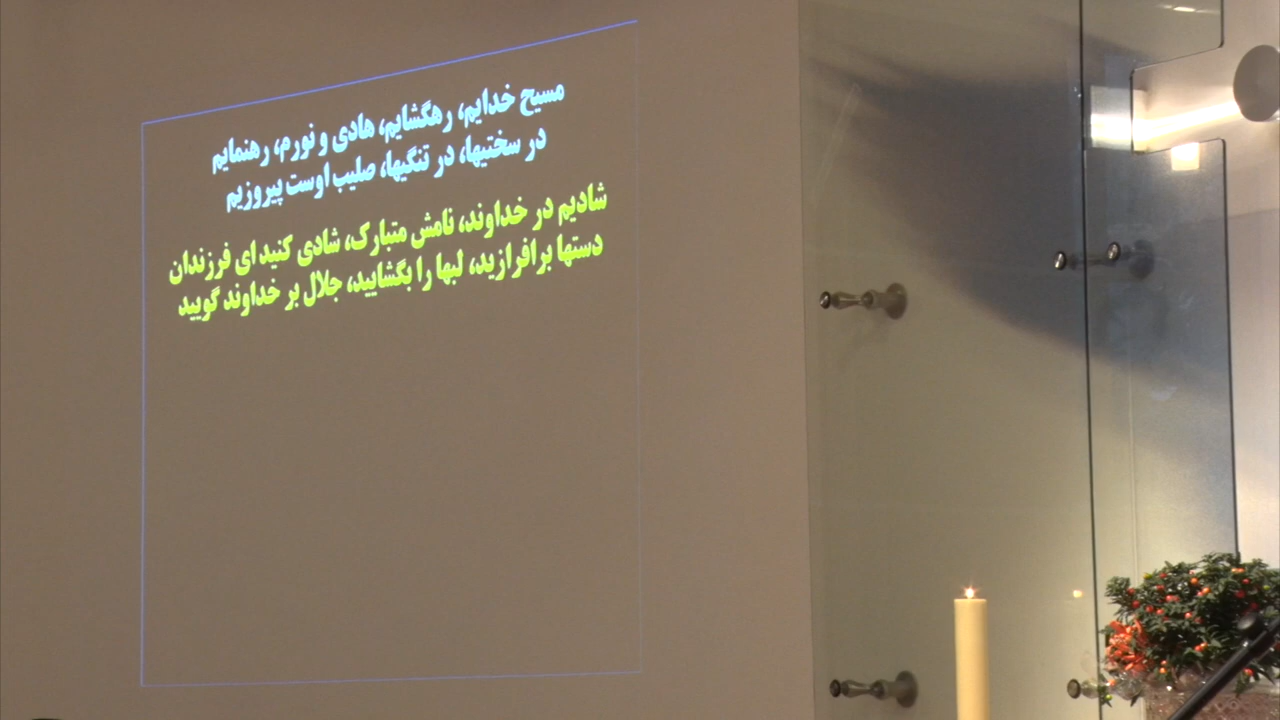 مسیح خدایم، رهگشایم، هادی و نورم، رهنمایم
در سختیها، در تنگیها، صلیب اوست پیروزیم
شادیم در خداوند، نامش متبارک، شادی کنید ای فرزندان
دستها برافرازید، لبها را بگشایید، جلال بر خداوند گویید